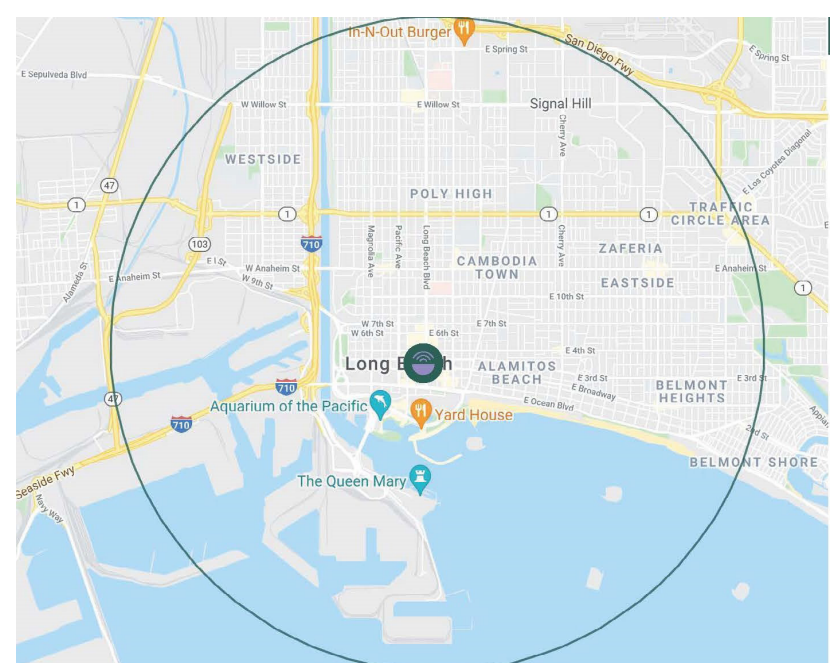 In-N-Out Burger
E Spring St
San Diego Fwy
E Spring St
E Sepulveda Blvd
W Willow St
E Willow St
Signal Hill
Cherry Ave
WESTSIDE
E Los Coyotes Diagonal
47
POLY HIGH
1
1
1
1
TRAFFIC
CIRCLE AREA
103
710
Magnolia Ave
Pacific Ave
Long Beach Blvd
Cherry Ave
ZAFERIA
E I St
W Anaheim St
CAMBODIA
TOWN
E Anaheim St
E Anaheim St
Alameda St
W 9th St
EASTSIDE
1
E 10th St
W 7th St
W 6th St
E 6th St
E 7th St
E 4th St
Long B h
ALAMITOS
BEACH
E 3rd St
E 3rd S
710
E Broadway
BELMONT
HEIGHTS
47
Aquarium of the Pacific
Yard House
E Ocean Blvd
710
2nd St
BELMONT SHORE
Seaside Fwy
The Queen Mary
Navy Way